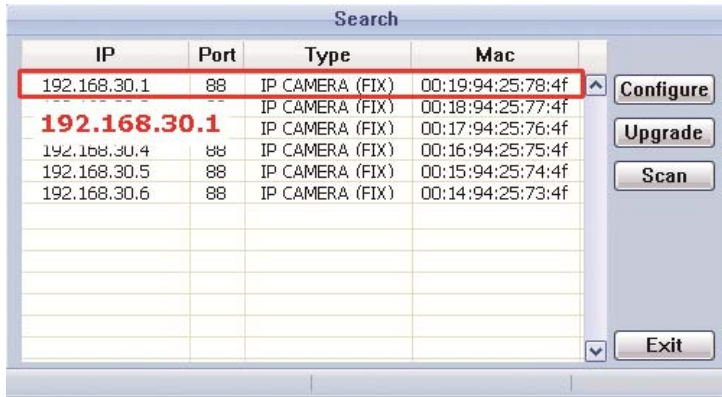 Search
IP Port Type Mac
192.168.30.1 88 IP CAMERA (FIX) 00:19:94:25:78:4f
Configure
IP CAMERA (FIX) 00:18:94:25:77:4f
192.168.30.1
IP CAMERA (FIX) 00:17:94:25:76:4f
Upgrade
192.168.30.4 88 IP CAMERA (FIX) 00:16:94:25:75:4f
192.168.30.5 88 IP CAMERA (FIX) 00:15:94:25:74:4f
Scan
192.168.30.6 88 IP CAMERA (FIX) 00:14:94:25:73:4f
Exit